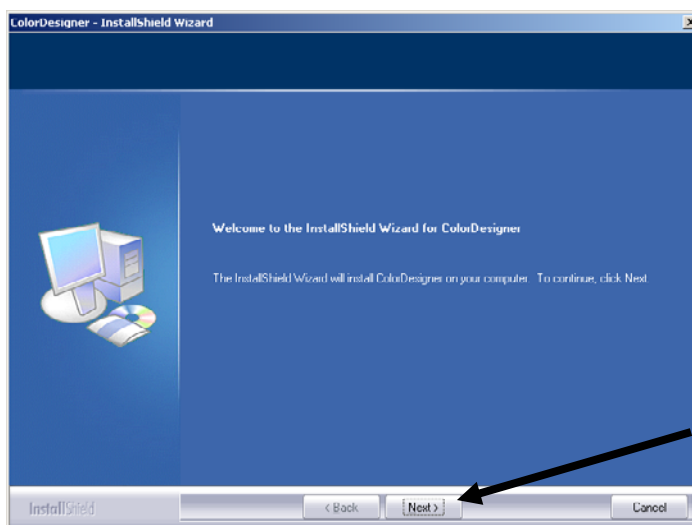 ColorDesigner - InstallShield Wizard
Welcome to the InstallShield Wizard for ColorDesigner
The InstallShield Wizard will install ColorDesigner on your computer. To continue, click Next.
InstallShield
< Back
Next >
Cancel